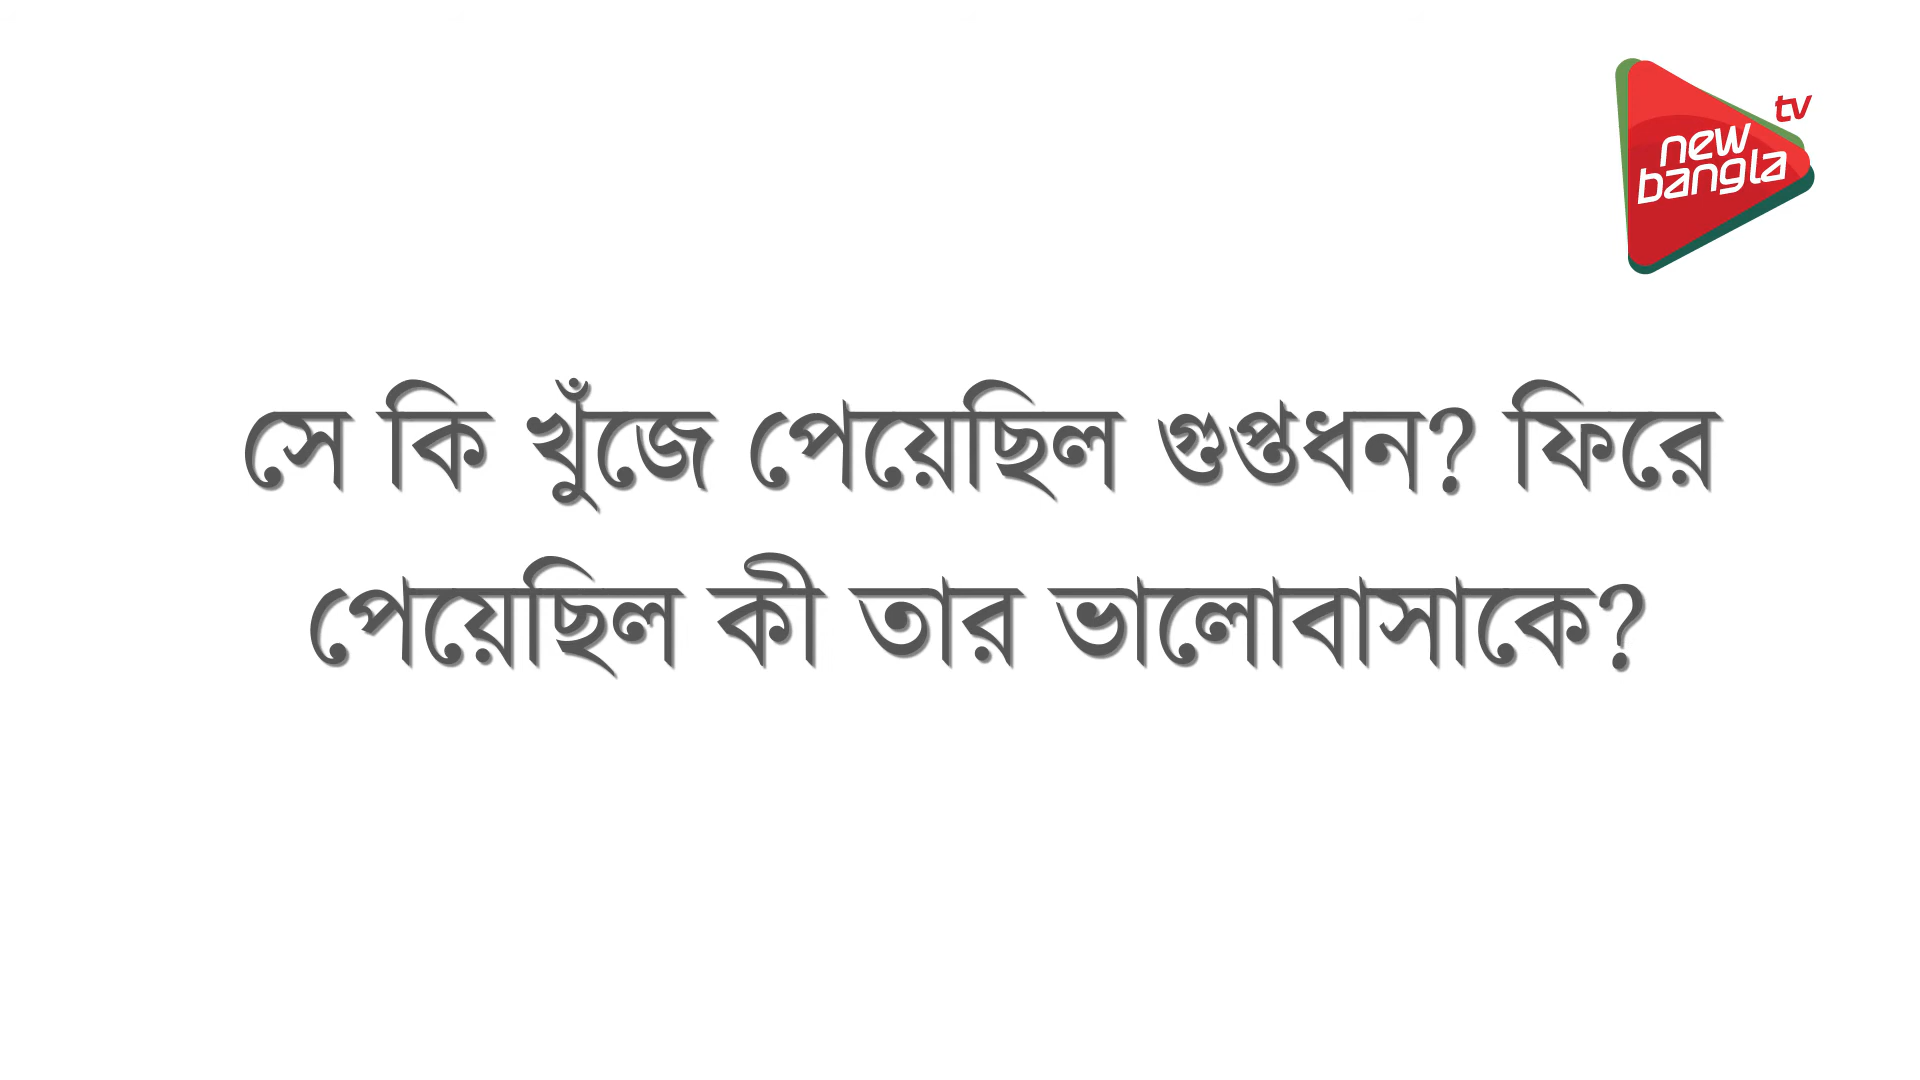 tv
new
bangla
সে কি খুঁজে পেয়েছিল গুপ্তধন? ফিরে
পেয়েছিল কী তার ভালোবাসাকে?